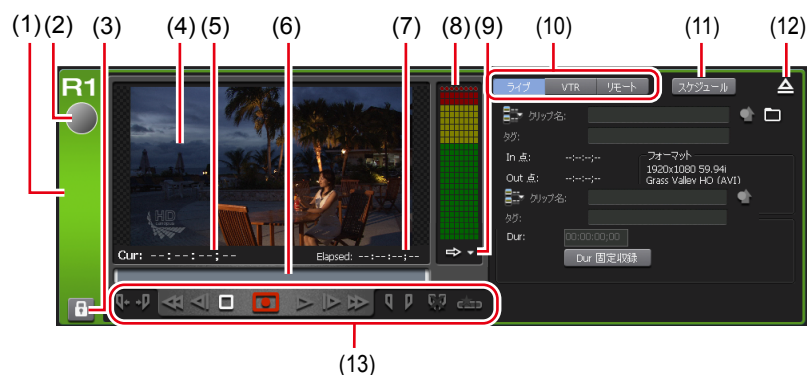 (1) (2) (3) (4) (5) (6) (7) (8) (9) (10) (11) (12)
R1
ライブ VTR リモート スケジュール
クリップ名:
タグ:
In 点: --:--:--;--
Out 点: --:--:--;--
フォーマット
1920x1080 59.94i
Grass Valley HQ (AVI)
クリップ名:
タグ:
Dur: 00:00:00;00
Dur 固定収録
HD
Cur: --:--:--;--
Elapsed: --:--:--;--
(13)